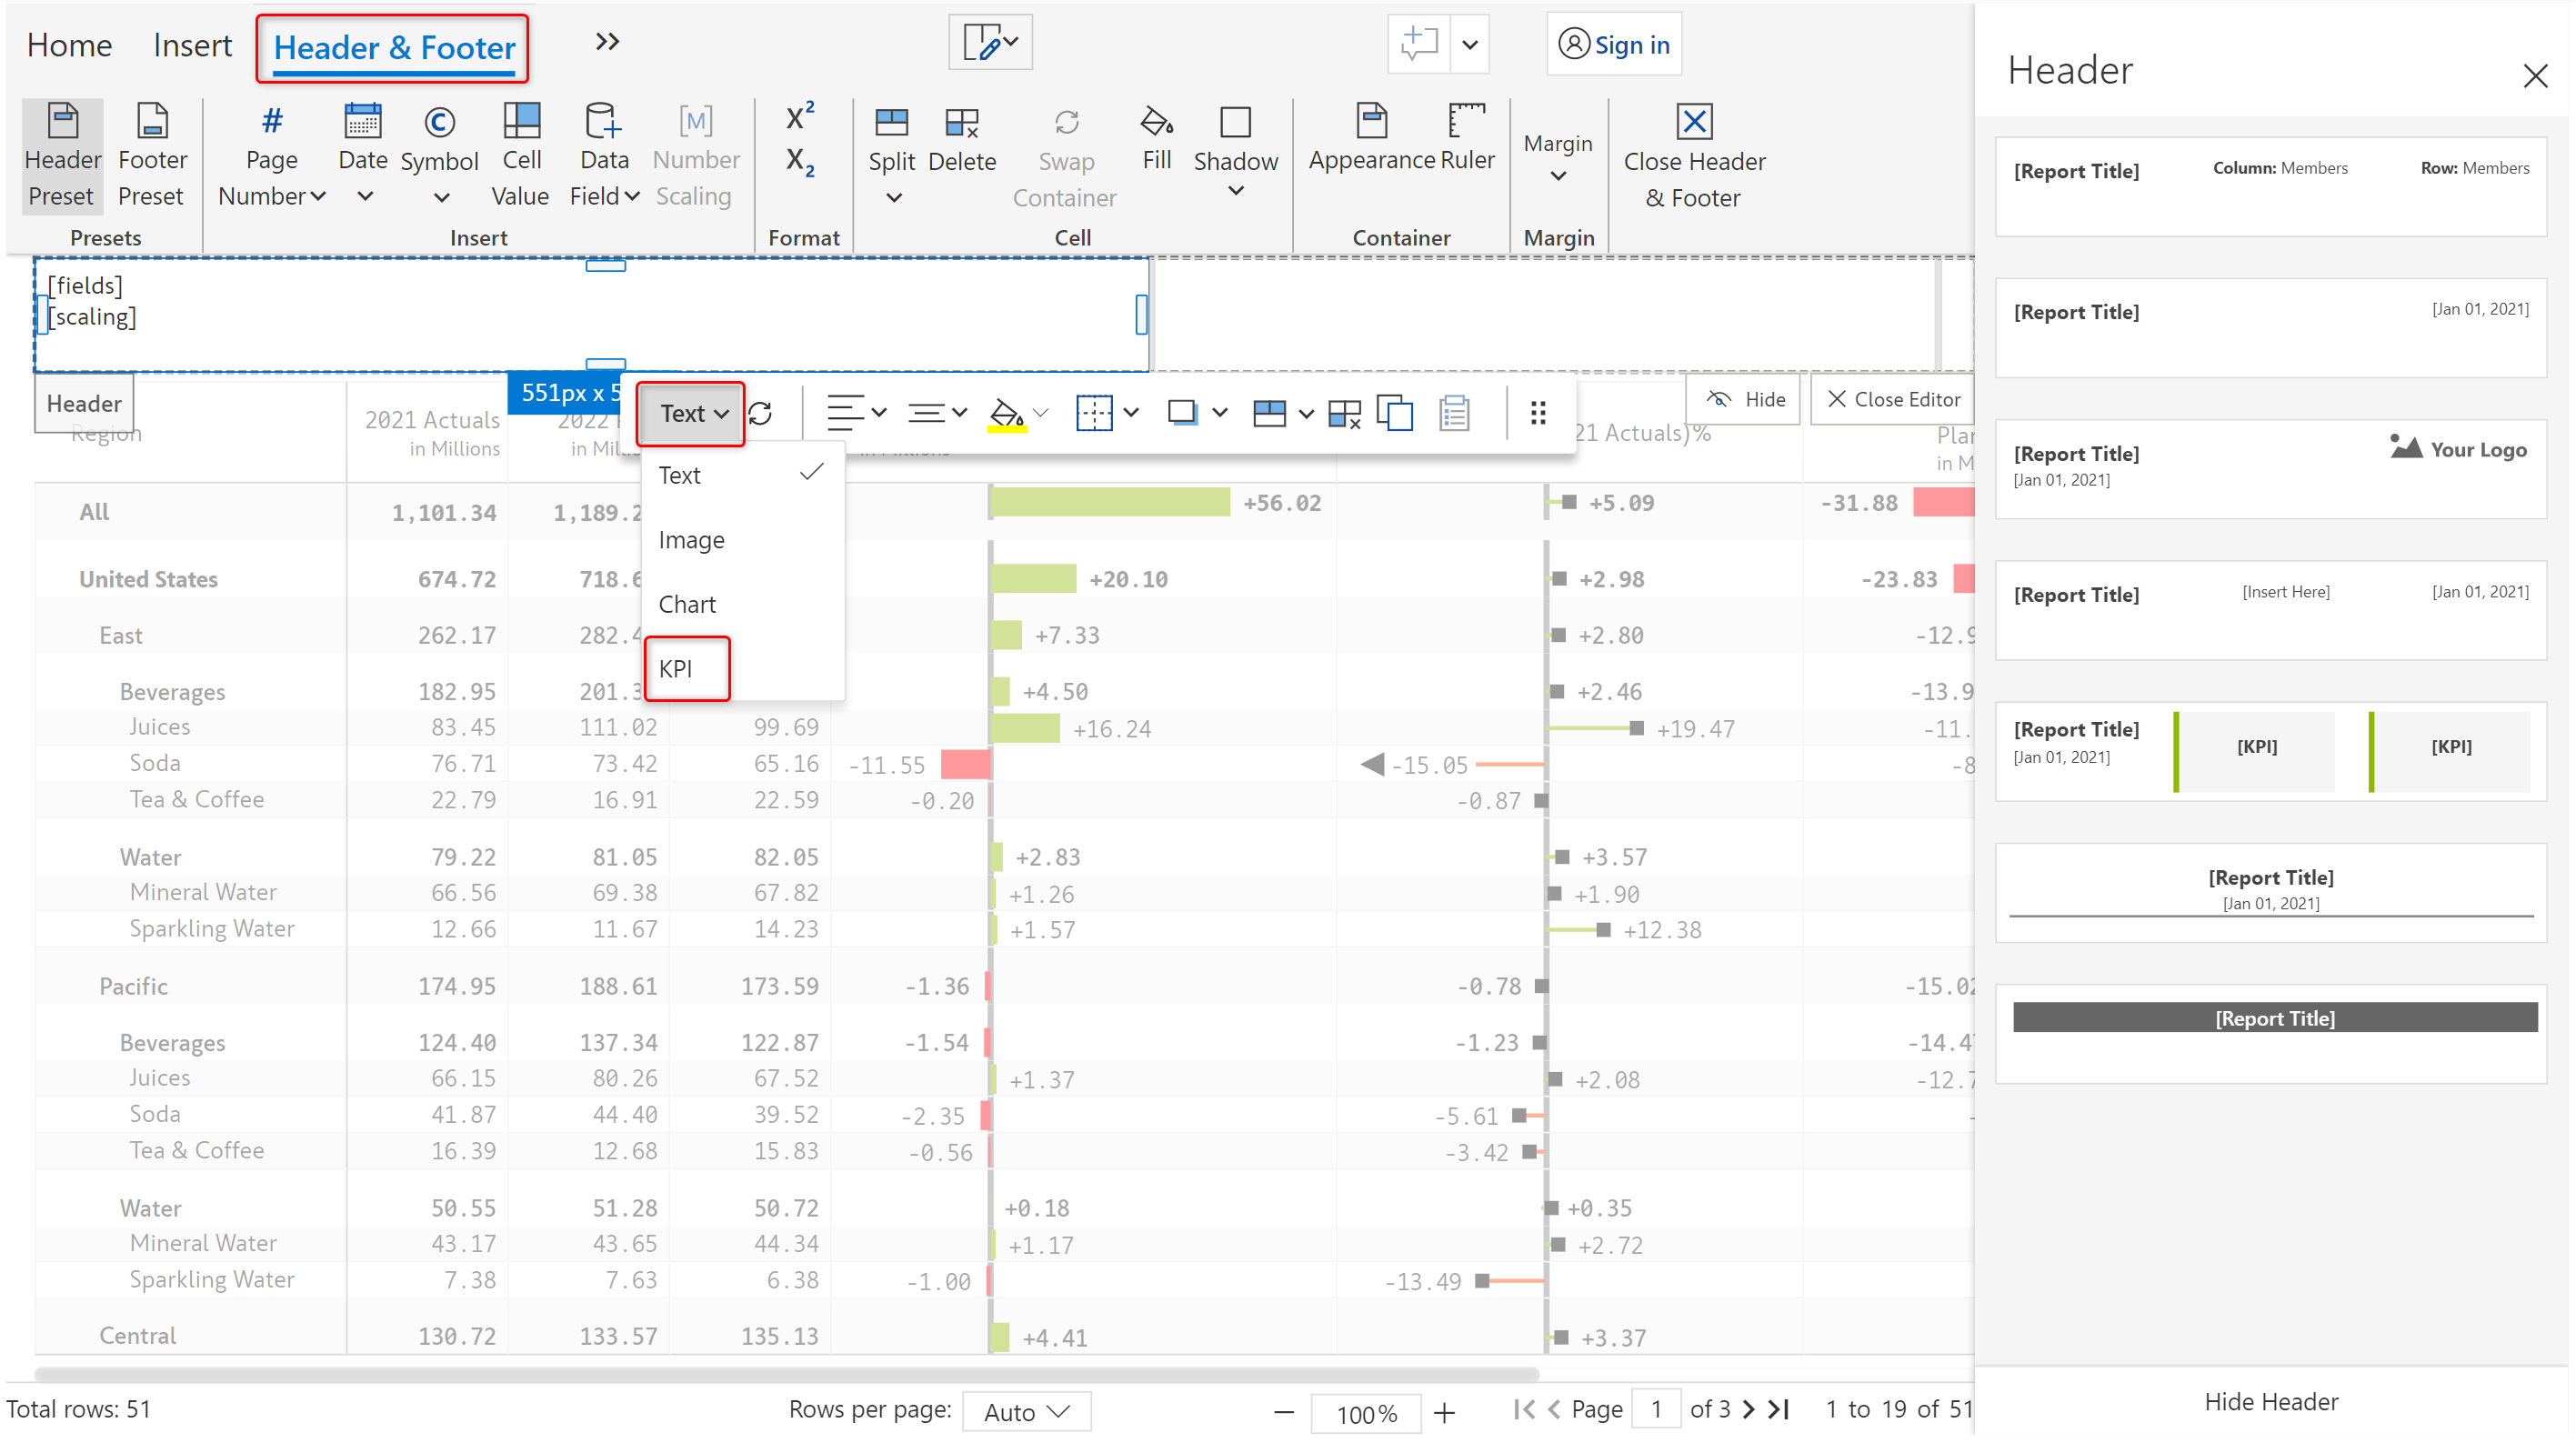 Home Insert Header & Footer Sign in
Header Preset
Footer Preset
Presets
# Page Number
Date
Symbol
Cell Value
Data Field
[M] Number Scaling
Insert
X²
X₂
Format
Split
Delete
Swap Container
Fill
Shadow
Cell
Appearance
Ruler
Container
Margin
Margin
Close Header & Footer
[fields]
[scaling]
Header
551px x 5
Text
Hide
Close Editor
Text
Image
Chart
KPI
Region 2021 Actuals 2022 21 Actuals)%
in Millions in Millions in M
All 1,101.34 1,189.2 +56.02 +5.09 -31.88
United States 674.72 718.6 +20.10 +2.98 -23.83
East 262.17 282.4 +7.33 +2.80 -12.9
Beverages 182.95 201.3 +4.50 +2.46 -13.9
Juices 83.45 111.02 99.69 +16.24 +19.47 -11.
Soda 76.71 73.42 65.16 -11.55 -15.05 -8
Tea & Coffee 22.79 16.91 22.59 -0.20 -0.87
Water 79.22 81.05 82.05 +2.83 +3.57
Mineral Water 66.56 69.38 67.82 +1.26 +1.90
Sparkling Water 12.66 11.67 14.23 +1.57 +12.38
Pacific 174.95 188.61 173.59 -1.36 -0.78 -15.02
Beverages 124.40 137.34 122.87 -1.54 -1.23 -14.4
Juices 66.15 80.26 67.52 +1.37 +2.08 -12.7
Soda 41.87 44.40 39.52 -2.35 -5.61 -
Tea & Coffee 16.39 12.68 15.83 -0.56 -3.42
Water 50.55 51.28 50.72 +0.18 +0.35
Mineral Water 43.17 43.65 44.34 +1.17 +2.72
Sparkling Water 7.38 7.63 6.38 -1.00 -13.49
Central 130.72 133.57 135.13 +4.41 +3.37
Total rows: 51 Rows per page: Auto 100% Page 1 of 3 1 to 19 of 51
Header
[Report Title] Column: Members Row: Members
[Report Title] [Jan 01, 2021]
[Report Title] Your Logo
[Jan 01, 2021]
[Report Title] [Insert Here] [Jan 01, 2021]
[Report Title] [KPI] [KPI]
[Jan 01, 2021]
[Report Title]
[Jan 01, 2021]
[Report Title]
Hide Header